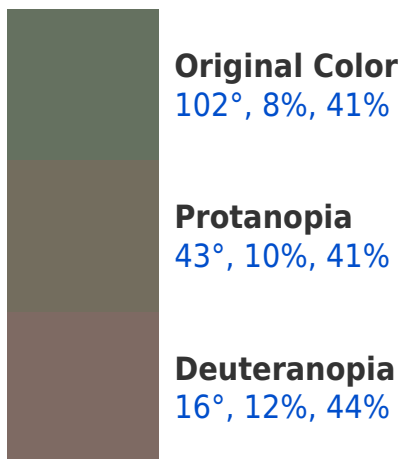 Original Color
102°, 8%, 41%
Protanopia
43°, 10%, 41%
Deuteranopia
16°, 12%, 44%